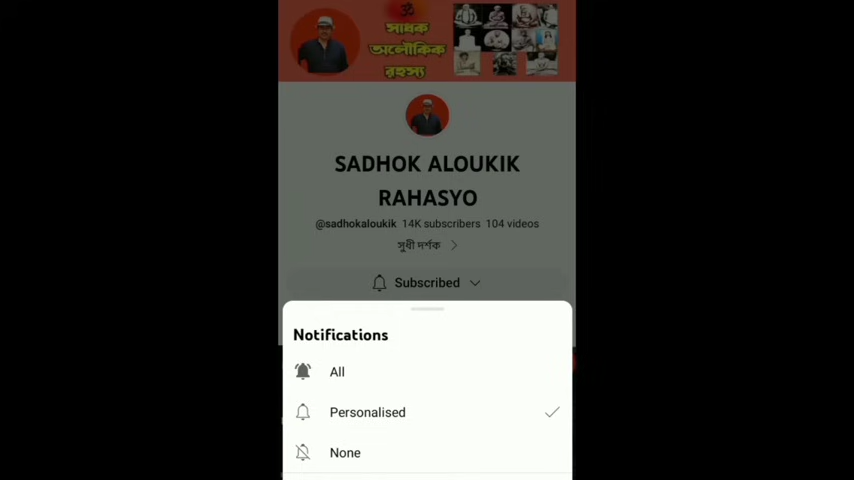 ॐ
সাধক
অলৌকিক
রহস্য
SADHOK ALOUKIK
RAHASYO
@sadhokaloukik 14K subscribers 104 videos
সুধী দর্শক
Subscribed
Notifications
All
Personalised
None